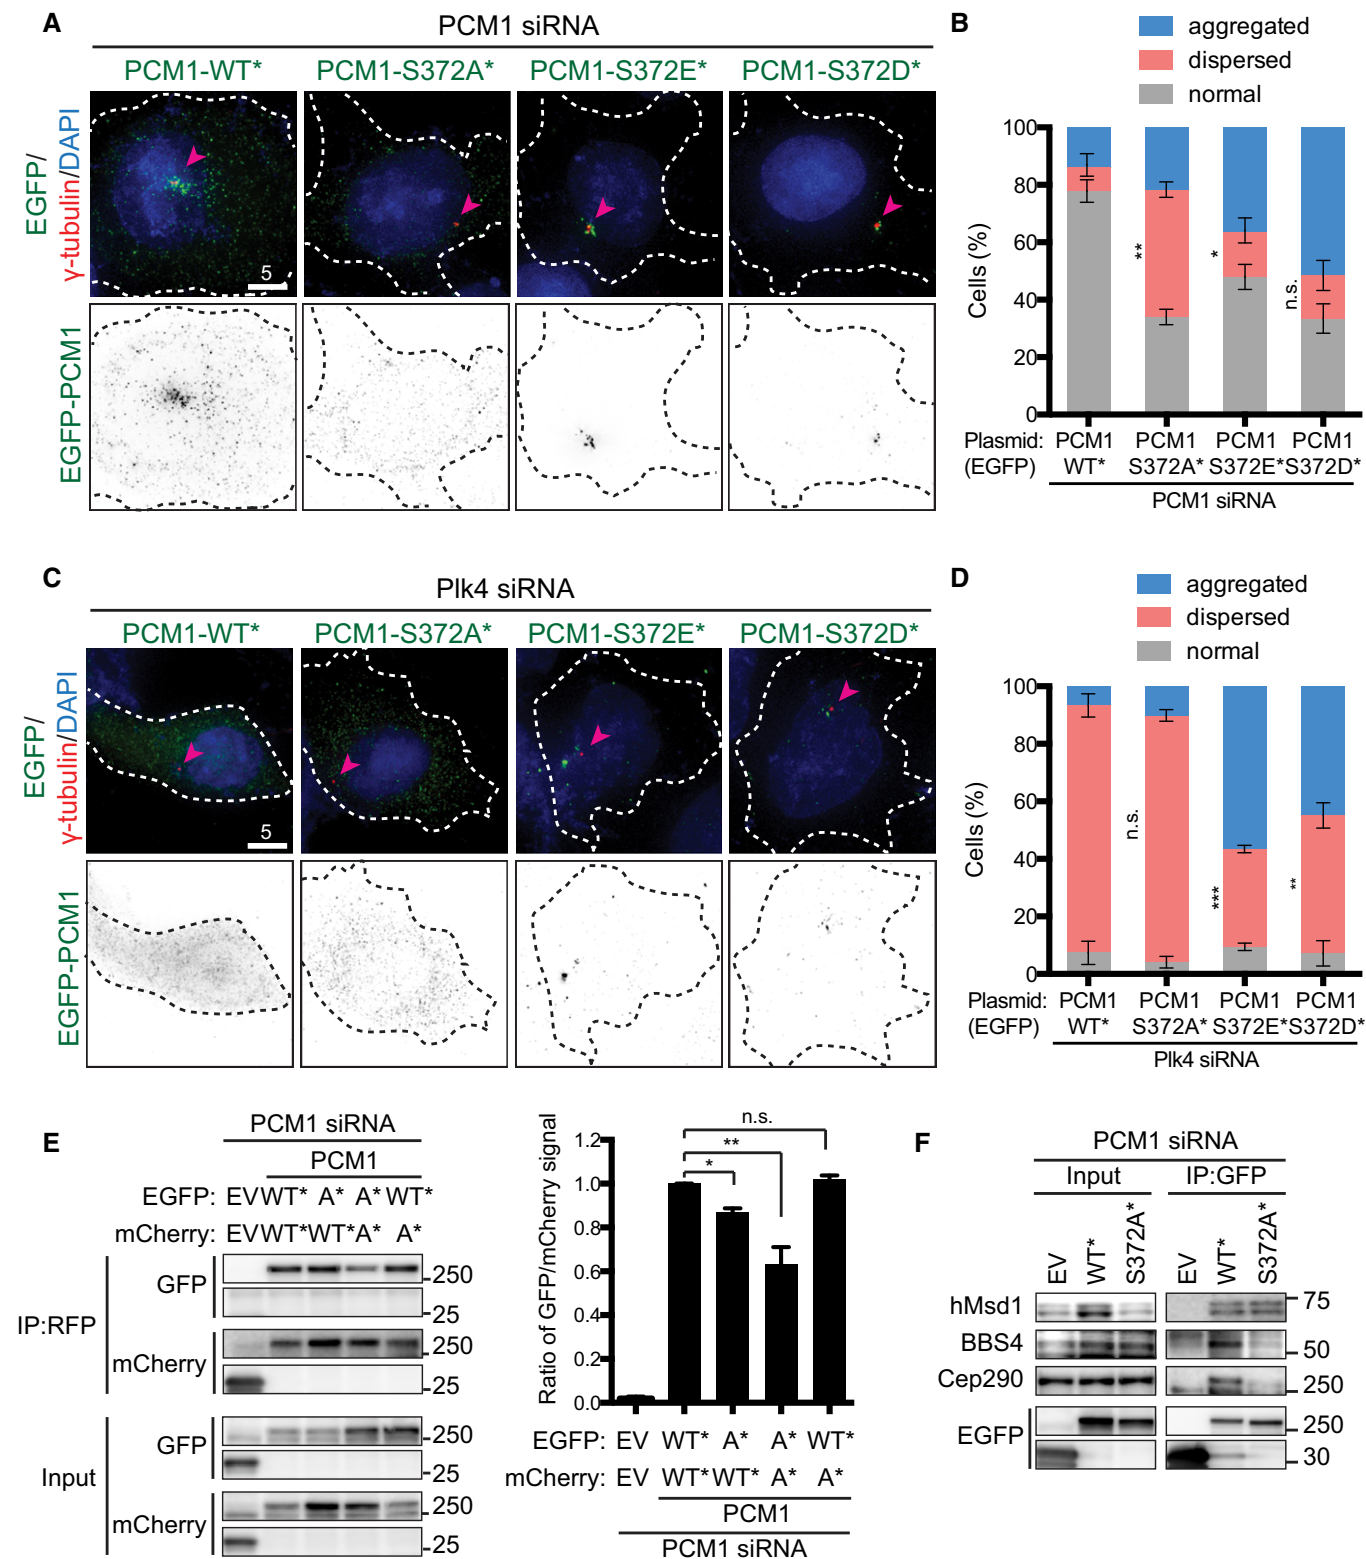 A
PCM1 siRNA
PCM1-WT* PCM1-S372A* PCM1-S372E* PCM1-S372D*
EGFP/
γ-tubulin/DAPI
5
EGFP-PCM1
B
aggregated
dispersed
normal
Cells (%)
100
80
60
40
20
0
**
*
n.s.
Plasmid: PCM1 PCM1 PCM1 PCM1
(EGFP) WT* S372A* S372E* S372D*
PCM1 siRNA
C
Plk4 siRNA
PCM1-WT* PCM1-S372A* PCM1-S372E* PCM1-S372D*
EGFP/
γ-tubulin/DAPI
5
EGFP-PCM1
D
aggregated
dispersed
normal
Cells (%)
100
80
60
40
20
0
n.s.
***
**
Plasmid: PCM1 PCM1 PCM1 PCM1
(EGFP) WT* S372A* S372E* S372D*
Plk4 siRNA
E
PCM1 siRNA
PCM1
EGFP: EV WT* A* A* WT*
mCherry: EV WT* WT* A* A*
IP:RFP
GFP
250
25
mCherry
250
25
Input
GFP
250
25
mCherry
250
25
Ratio of GFP/mCherry signal
1.2
1.0
0.8
0.6
0.4
0.2
0.0
n.s.
**
*
EGFP: EV WT* A* A* WT*
mCherry: EV WT* WT* A* A*
PCM1
PCM1 siRNA
F
PCM1 siRNA
Input IP:GFP
EV WT* S372A* EV WT* S372A*
hMsd1 75
BBS4 50
Cep290 250
EGFP 250
30